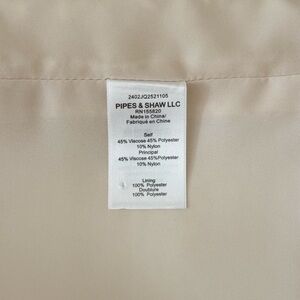 2402JQ2521105
PIPES & SHAW LLC
RN155820
Made in China/
Fabriqué en Chine
Self
45% Viscose 45% Polyester
10% Nylon
Principal
45% Viscose 45%Polyester
10% Nylon
Lining
100% Polyester
Doublure
100% Polyester